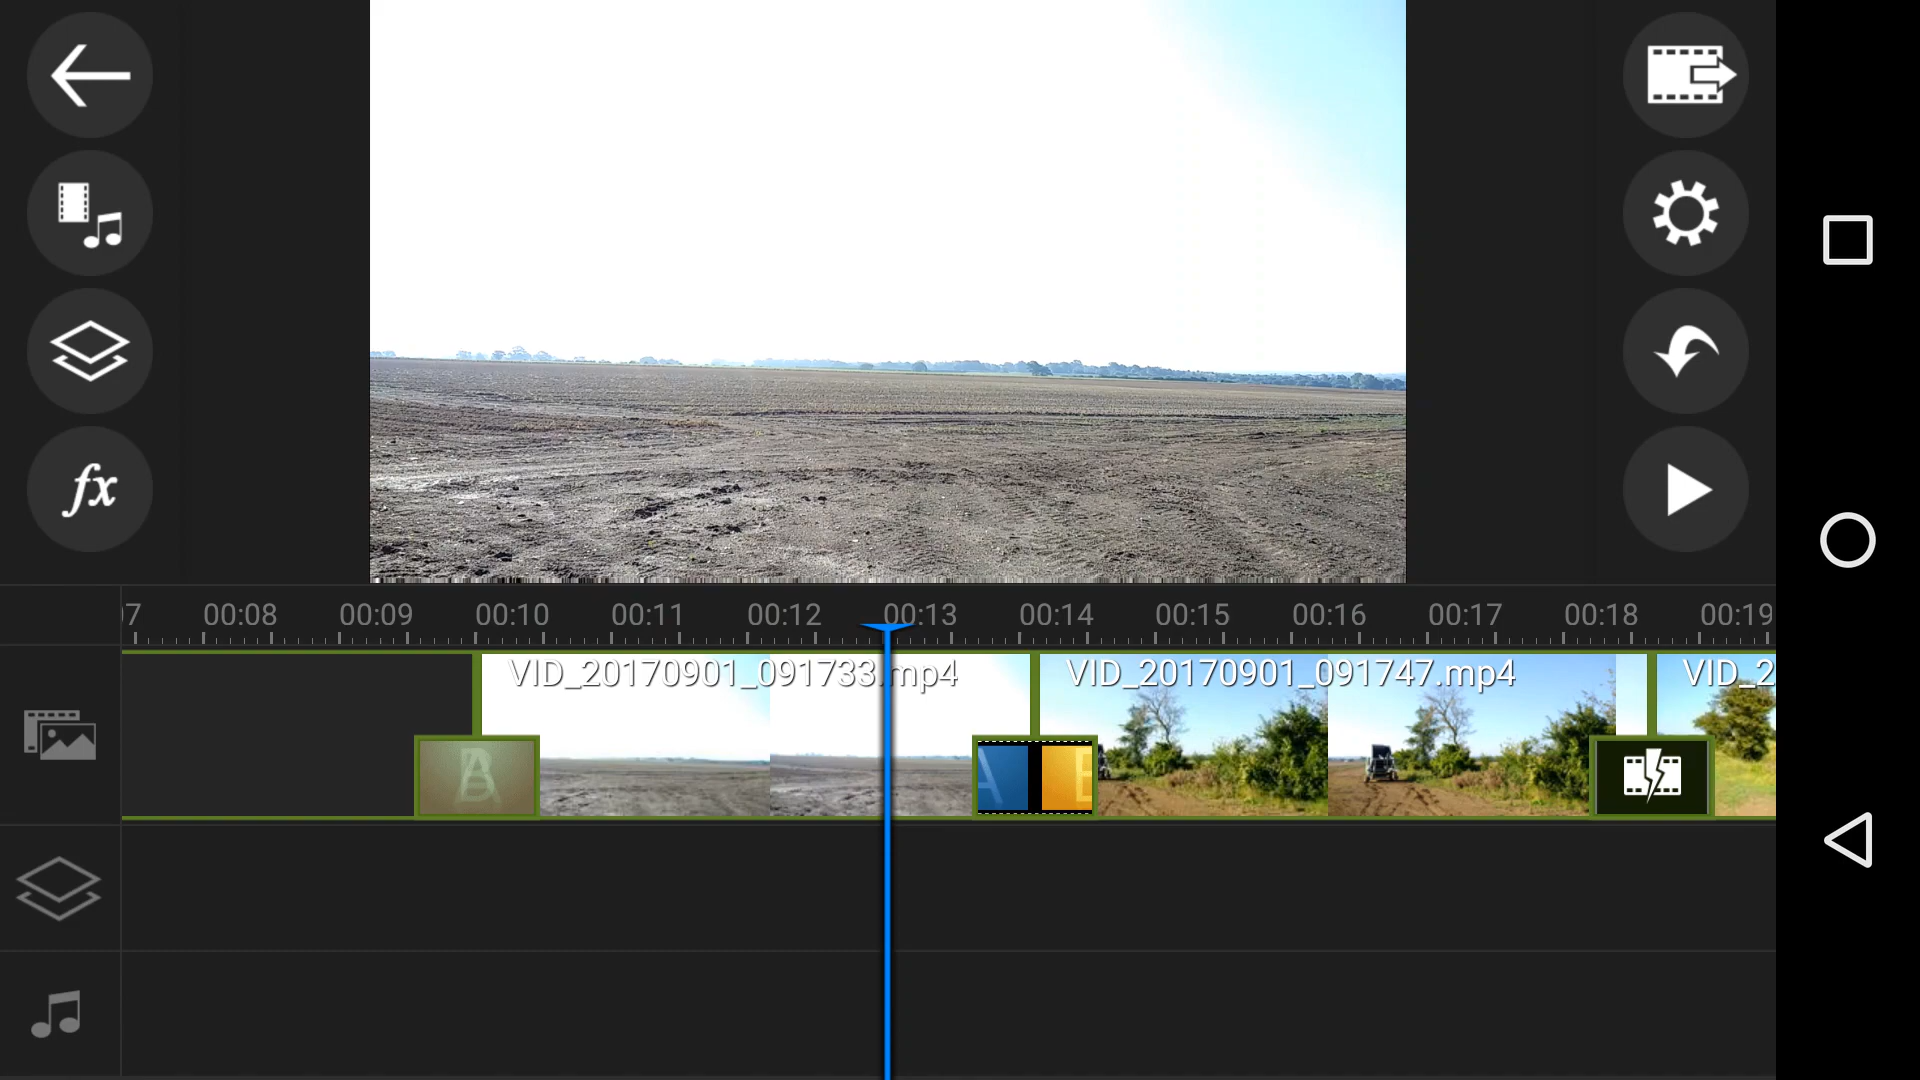 fx
7 00:08 00:09 00:10 00:11 00:12 00:13 00:14 00:15 00:16 00:17 00:18 00:19
VID_20170901_091733.mp4 VID_20170901_091747.mp4 VID_2
A B A E